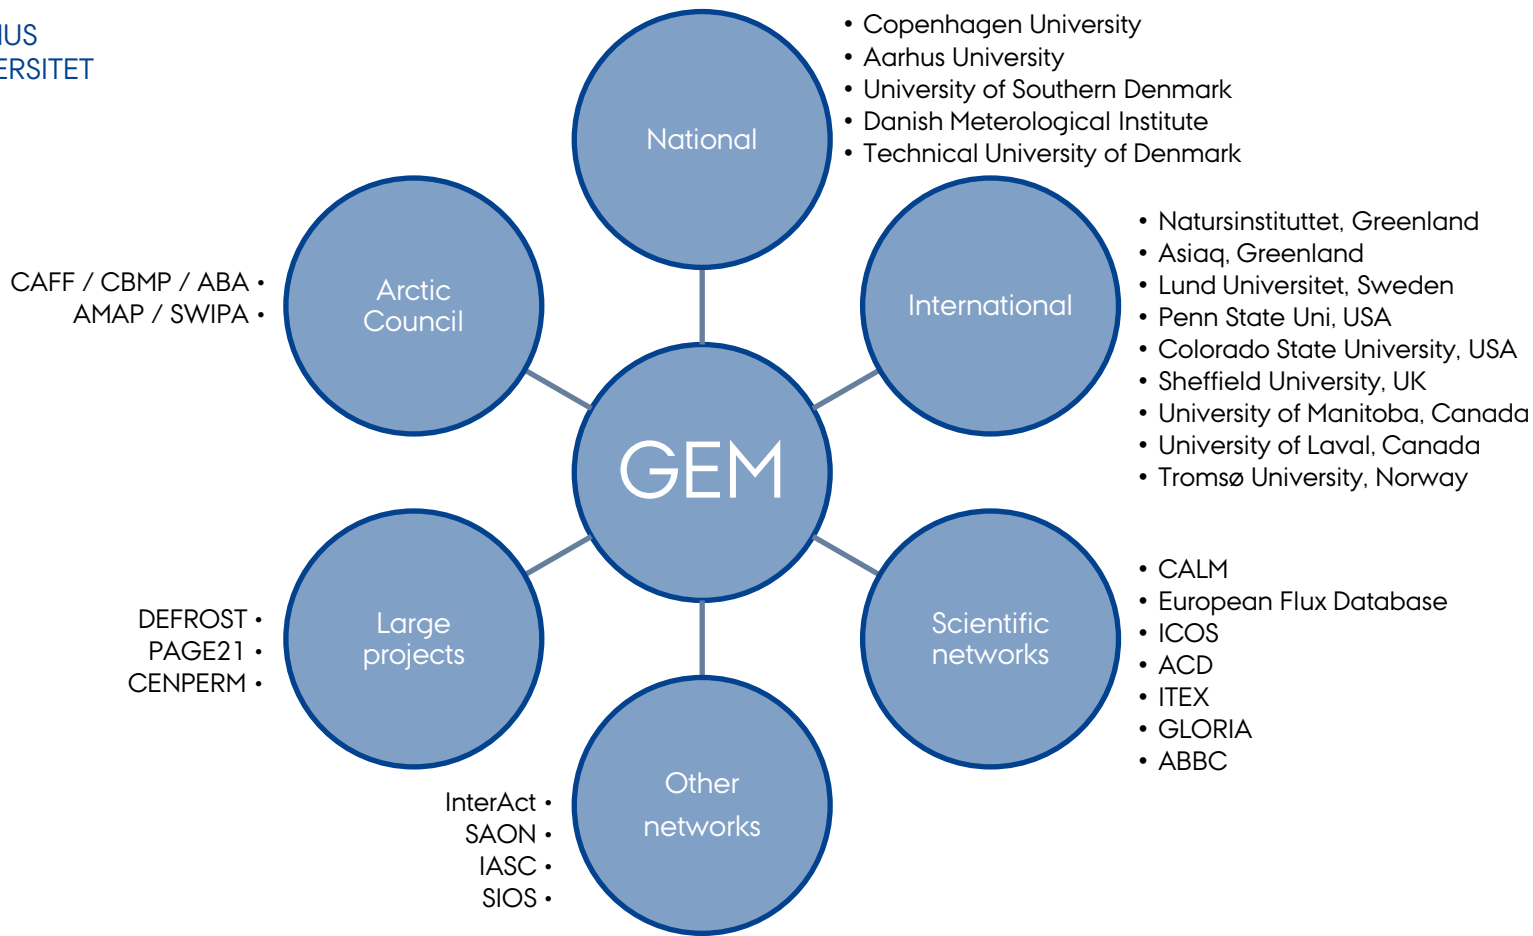 National
• Copenhagen University
• Aarhus University
• University of Southern Denmark
• Danish Meterological Institute
• Technical University of Denmark
International
• Natursinstituttet, Greenland
• Asiaq, Greenland
• Lund Universitet, Sweden
• Penn State Uni, USA
• Colorado State University, USA
• Sheffield University, UK
• University of Manitoba, Canada
• University of Laval, Canada
• Tromsø University, Norway
Arctic
Council
CAFF / CBMP / ABA •
AMAP / SWIPA •
GEM
Scientific
networks
• CALM
• European Flux Database
• ICOS
• ACD
• ITEX
• GLORIA
• ABBC
Large
projects
DEFROST •
PAGE21 •
CENPERM •
Other
networks
InterAct •
SAON •
IASC •
SIOS •